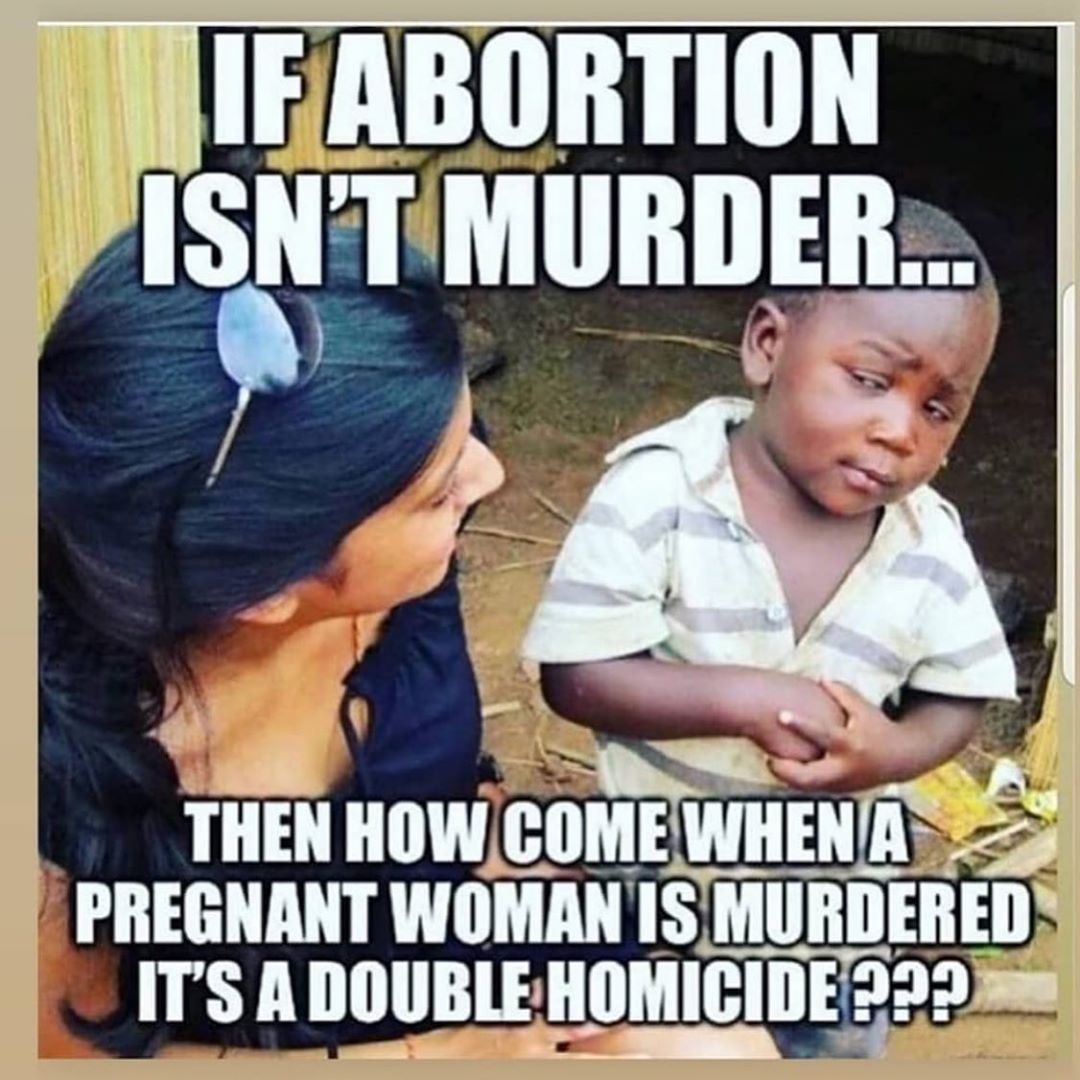 IF ABORTION
ISN'T MURDER...
THEN HOW COME WHEN A
PREGNANT WOMAN IS MURDERED
IT'S A DOUBLE HOMICIDE ???